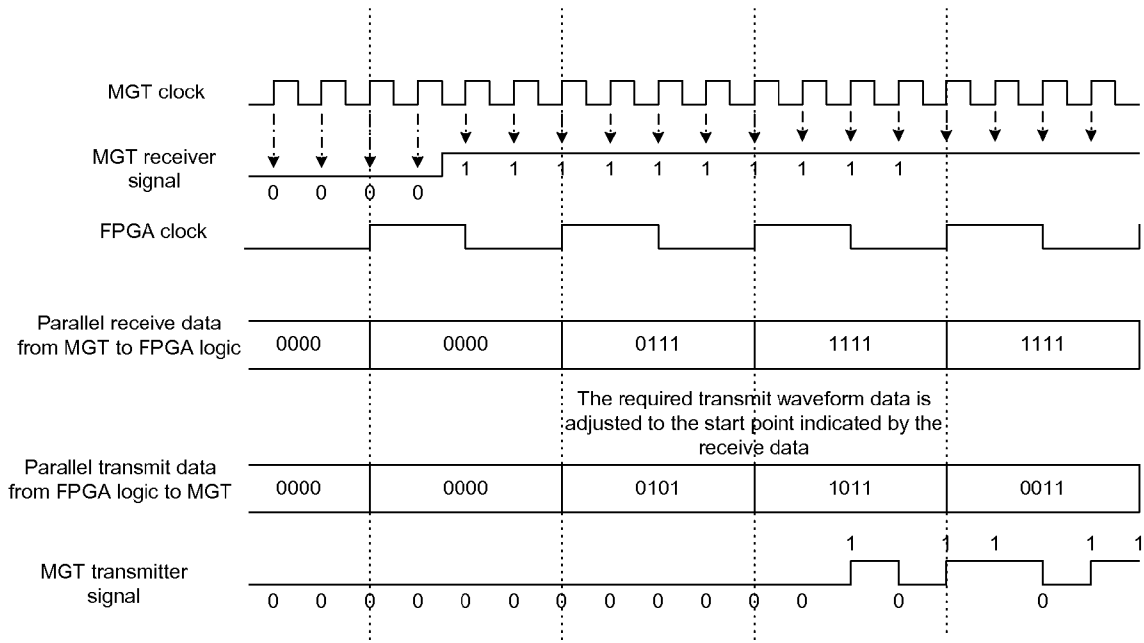 MGT clock
MGT receiver
signal
1 1 1 1 1 1 1 1 1 1
0 0 0 0
FPGA clock
Parallel receive data
from MGT to FPGA logic
0000 0000 0111 1111 1111
The required transmit waveform data is
adjusted to the start point indicated by the
receive data
Parallel transmit data
from FPGA logic to MGT
0000 0000 0101 1011 0011
1 1 1 1 1
MGT transmitter
signal
0 0 0 0 0 0 0 0 0 0 0 0 0 0